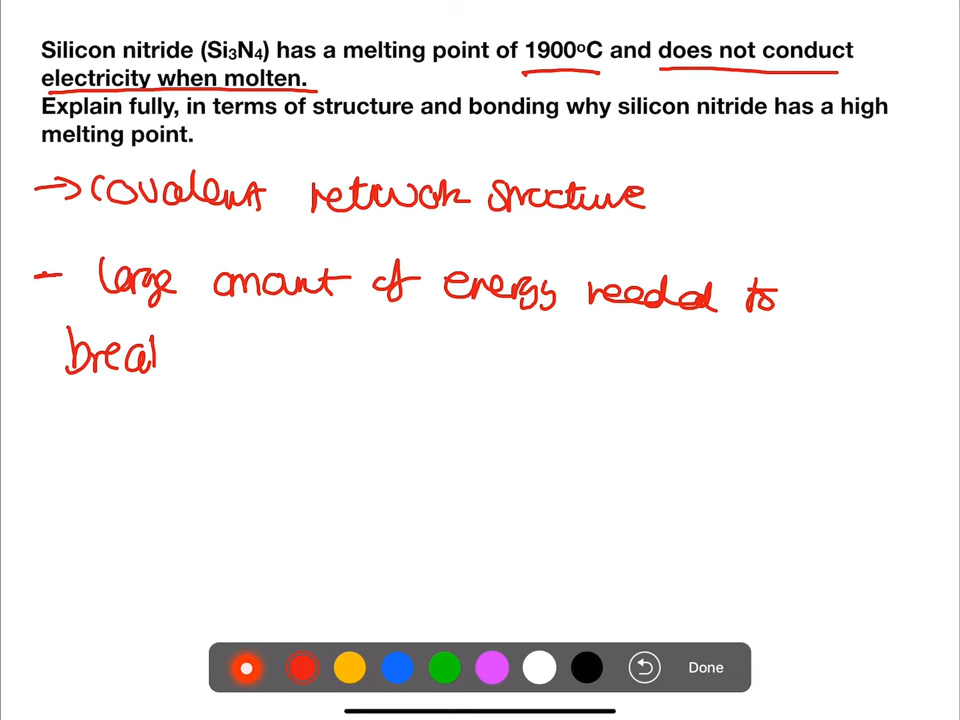 Silicon nitride (Si₃N₄) has a melting point of 1900ºC and does not conduct
electricity when molten.
Explain fully, in terms of structure and bonding why silicon nitride has a high
melting point.
→ covalent network structure
- large amount of energy needed to
breal
Done